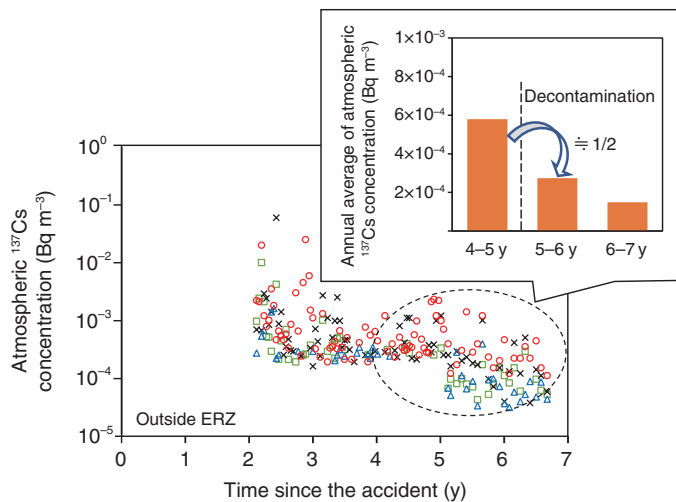 Annual average of atmospheric
¹³⁷Cs concentration (Bq m⁻³)
1×10⁻³
8×10⁻⁴
6×10⁻⁴
4×10⁻⁴
2×10⁻⁴
Decontamination
≒ 1/2
4–5 y
5–6 y
6–7 y
Atmospheric ¹³⁷Cs
concentration (Bq m⁻³)
10⁰
10⁻¹
10⁻²
10⁻³
10⁻⁴
10⁻⁵
Outside ERZ
0 1 2 3 4 5 6 7
Time since the accident (y)